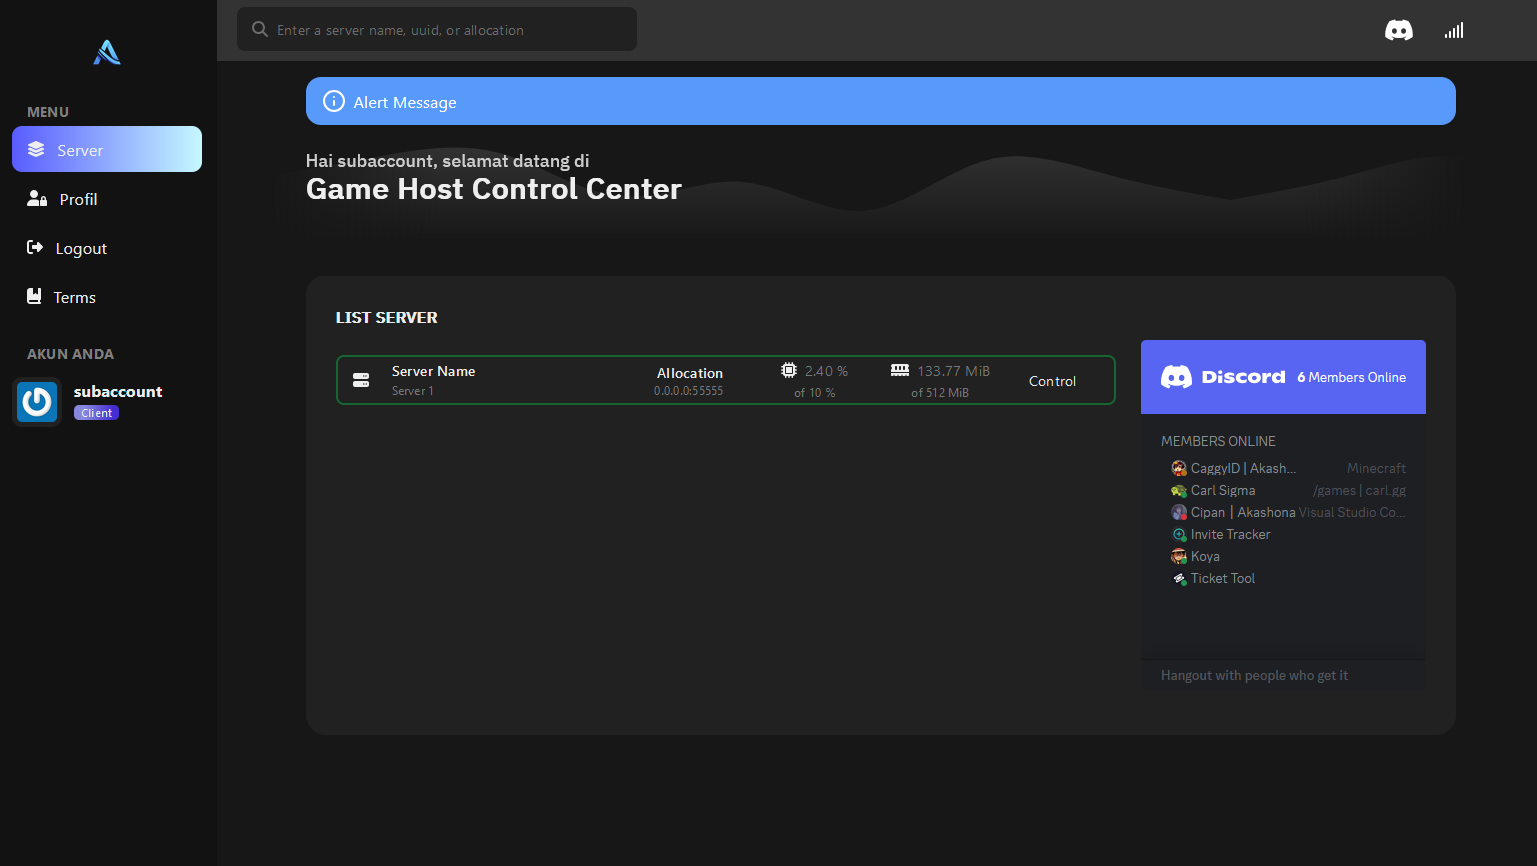 Enter a server name, uuid, or allocation
MENU
Server
Profil
Logout
Terms
AKUN ANDA
subaccount
Client
Alert Message
Hai subaccount, selamat datang di
Game Host Control Center
LIST SERVER
Server Name
Server 1
Allocation
0.0.0.0:55555
2.40 %
of 10 %
133.77 MiB
of 512 MiB
Control
Discord 6 Members Online
MEMBERS ONLINE
CaggyID | Akash... Minecraft
Carl Sigma /games | carl.gg
Cipan | Akashona Visual Studio Co...
Invite Tracker
Koya
Ticket Tool
Hangout with people who get it